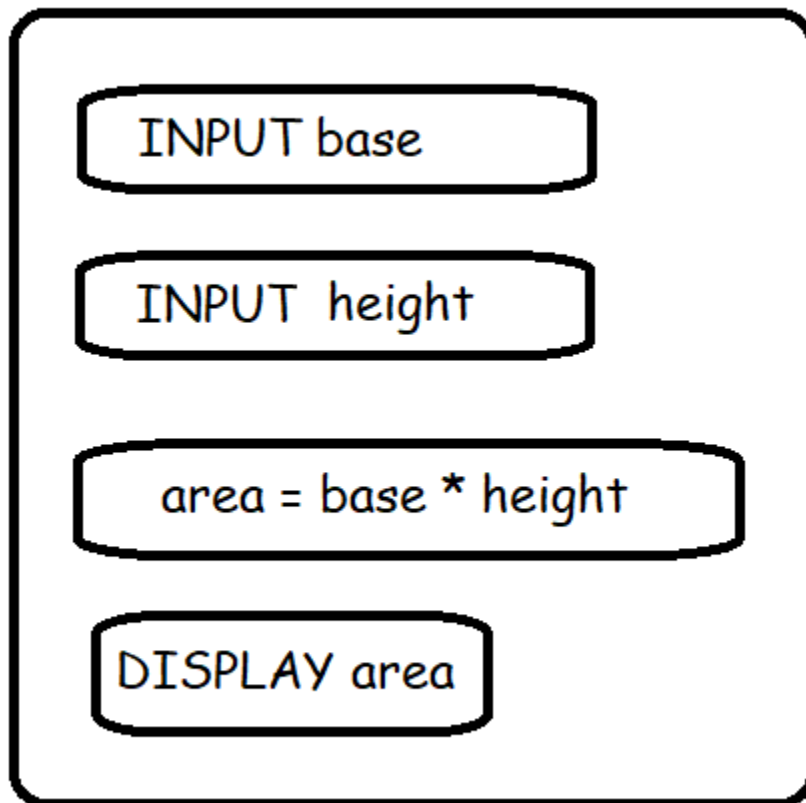 INPUT base
INPUT height
area = base * height
DISPLAY area